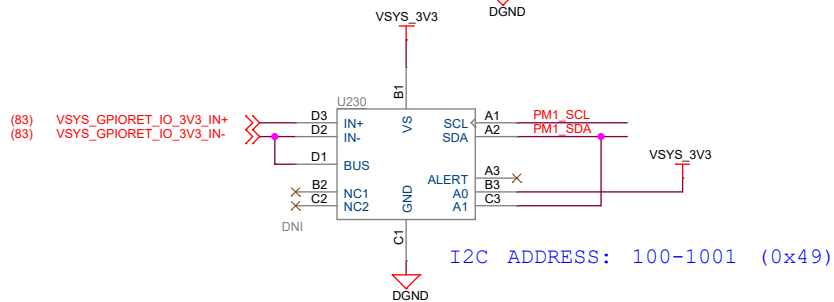 DGND
VSYS_3V3
B1
U230
(83) VSYS_GPIORET_IO_3V3_IN+ D3 IN+ VS SCL A1 PM1_SCL
(83) VSYS_GPIORET_IO_3V3_IN- D2 IN- SDA A2 PM1_SDA
D1 BUS VSYS_3V3
ALERT A3
B2 NC1 A0 B3
C2 NC2 GND A1 C3
DNI
C1
I2C ADDRESS: 100-1001 (0x49)
DGND